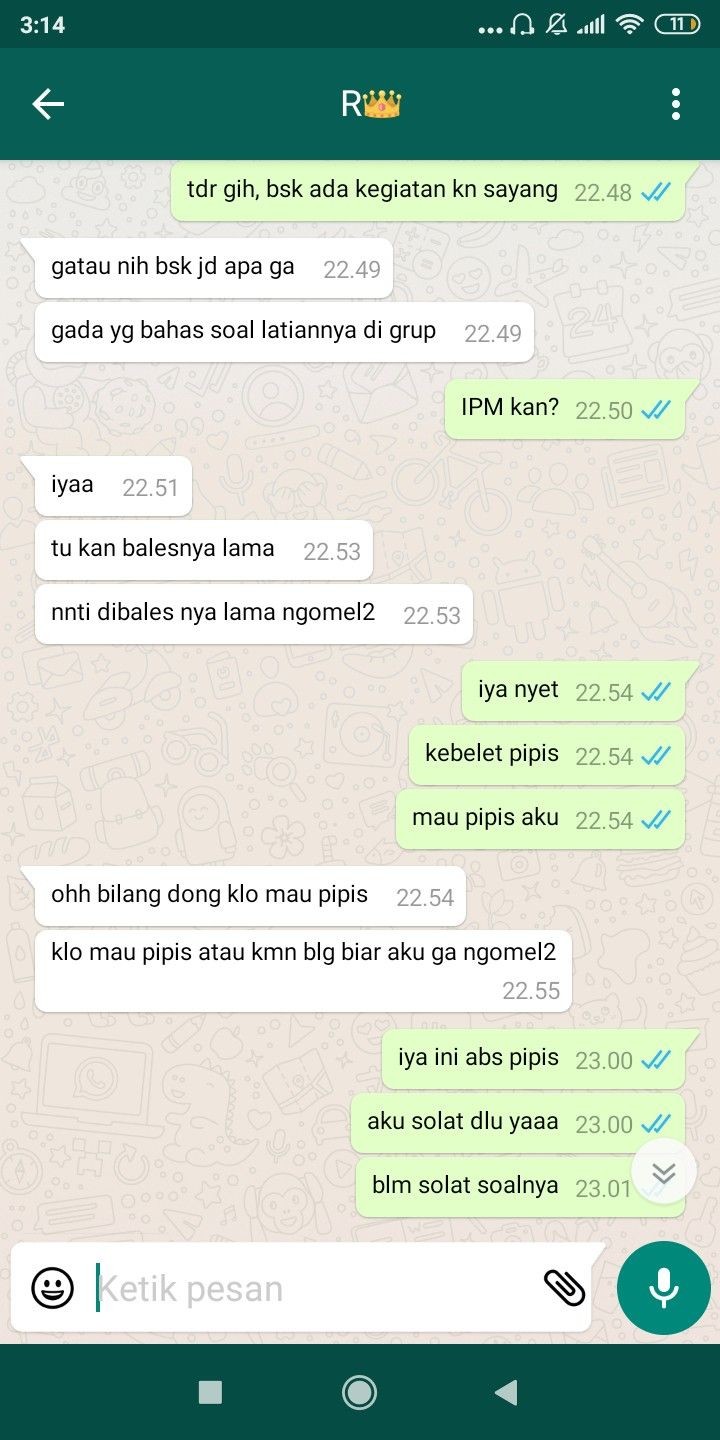 3:14
11
R👑
tdr gih, bsk ada kegiatan kn sayang 22.48
gatau nih bsk jd apa ga 22.49
gada yg bahas soal latiannya di grup 22.49
IPM kan? 22.50
iyaa 22.51
tu kan balesnya lama 22.53
nnti dibales nya lama ngomel2 22.53
iya nyet 22.54
kebelet pipis 22.54
mau pipis aku 22.54
ohh bilang dong klo mau pipis 22.54
klo mau pipis atau kmn blg biar aku ga ngomel2
22.55
iya ini abs pipis 23.00
aku solat dlu yaaa 23.00
blm solat soalnya 23.01
Ketik pesan